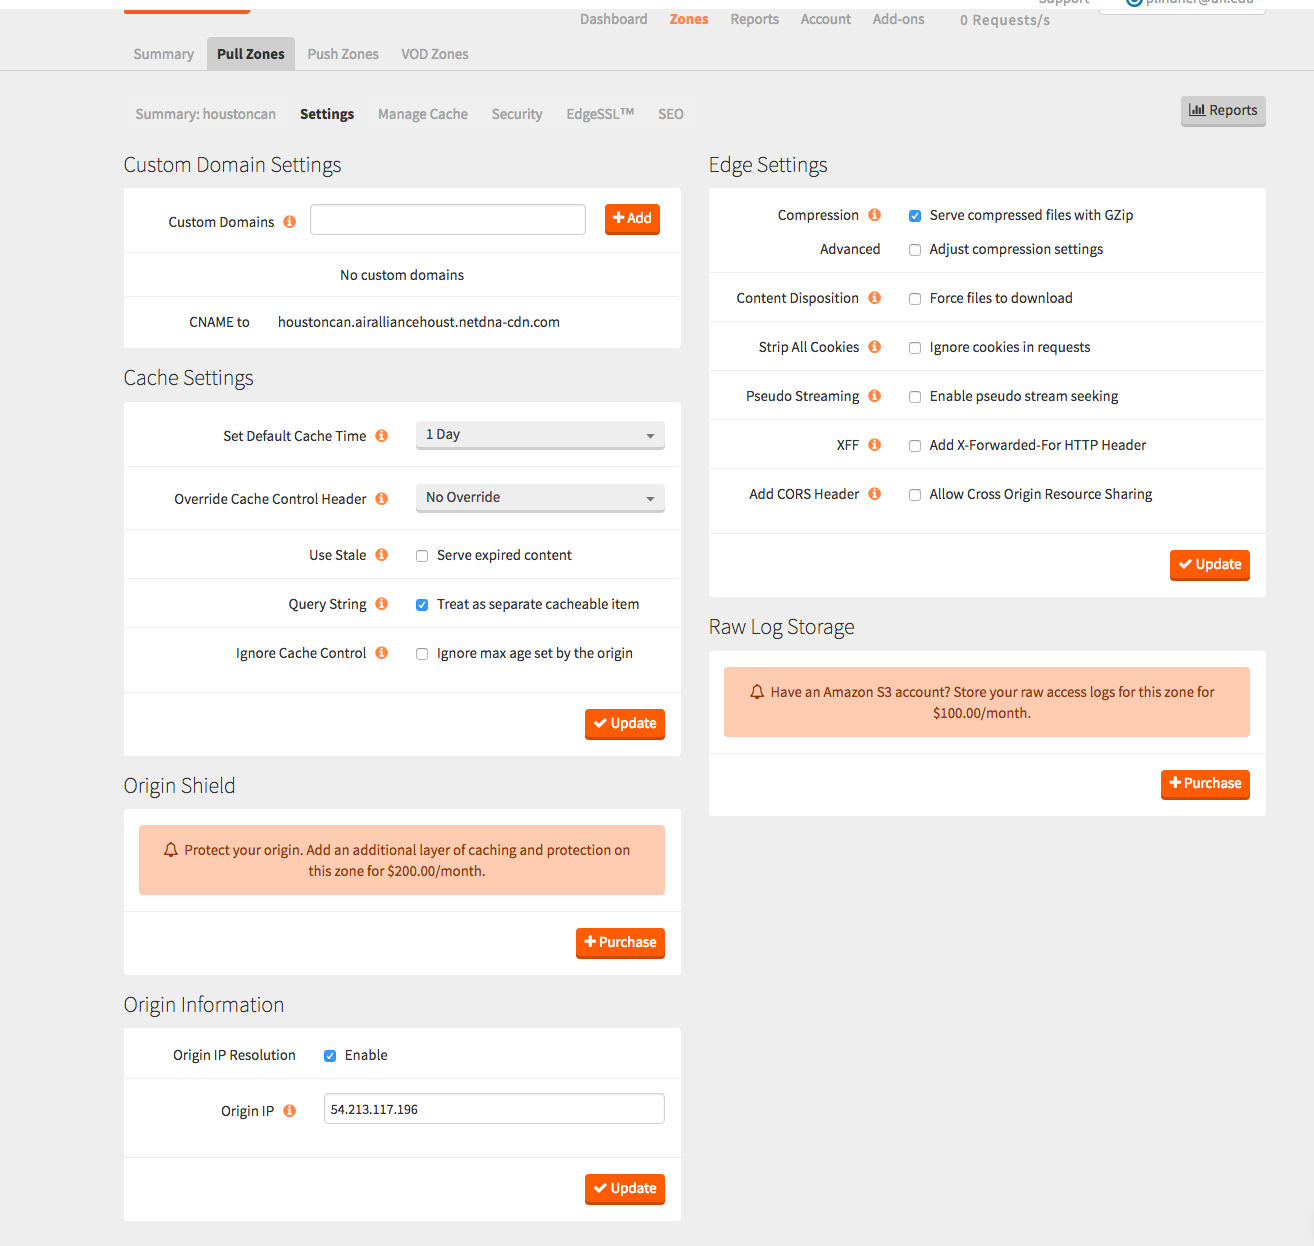 Dashboard Zones Reports Account Add-ons 0 Requests/s
Summary Pull Zones Push Zones VOD Zones
Summary: houstoncan Settings Manage Cache Security EdgeSSL™ SEO
Reports
Custom Domain Settings
Custom Domains
Add
No custom domains
CNAME to houstoncan.airalliancehoust.netdna-cdn.com
Cache Settings
Set Default Cache Time 1 Day
Override Cache Control Header No Override
Use Stale Serve expired content
Query String Treat as separate cacheable item
Ignore Cache Control Ignore max age set by the origin
Update
Origin Shield
Protect your origin. Add an additional layer of caching and protection on
this zone for $200.00/month.
Purchase
Origin Information
Origin IP Resolution Enable
Origin IP 54.213.117.196
Update
Edge Settings
Compression Serve compressed files with GZip
Advanced Adjust compression settings
Content Disposition Force files to download
Strip All Cookies Ignore cookies in requests
Pseudo Streaming Enable pseudo stream seeking
XFF Add X-Forwarded-For HTTP Header
Add CORS Header Allow Cross Origin Resource Sharing
Update
Raw Log Storage
Have an Amazon S3 account? Store your raw access logs for this zone for
$100.00/month.
Purchase